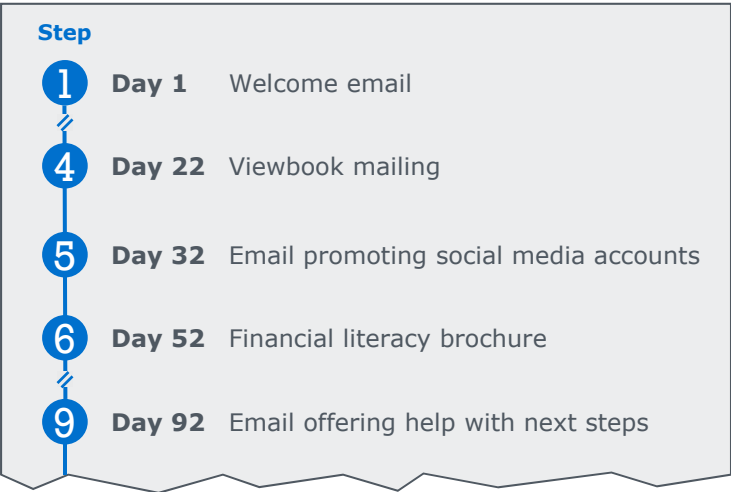 Step
1 Day 1 Welcome email
4 Day 22 Viewbook mailing
5 Day 32 Email promoting social media accounts
6 Day 52 Financial literacy brochure
9 Day 92 Email offering help with next steps